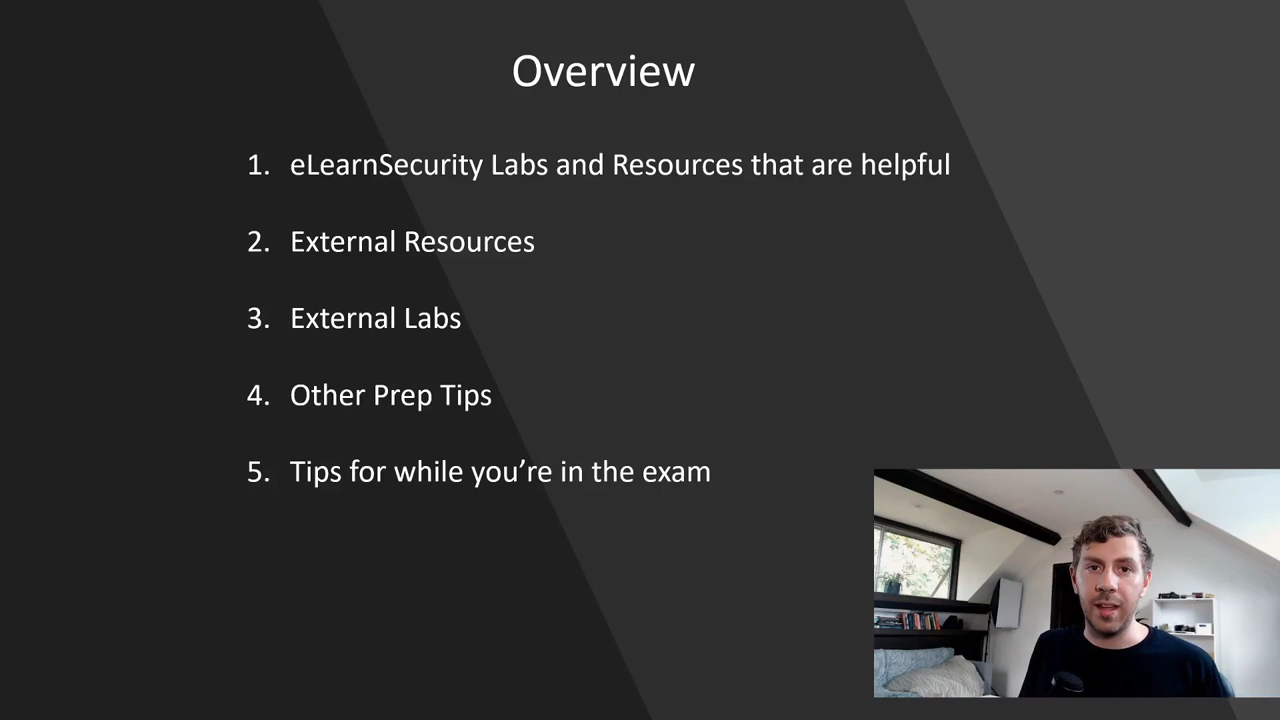 Overview
1. eLearnSecurity Labs and Resources that are helpful
2. External Resources
3. External Labs
4. Other Prep Tips
5. Tips for while you’re in the exam